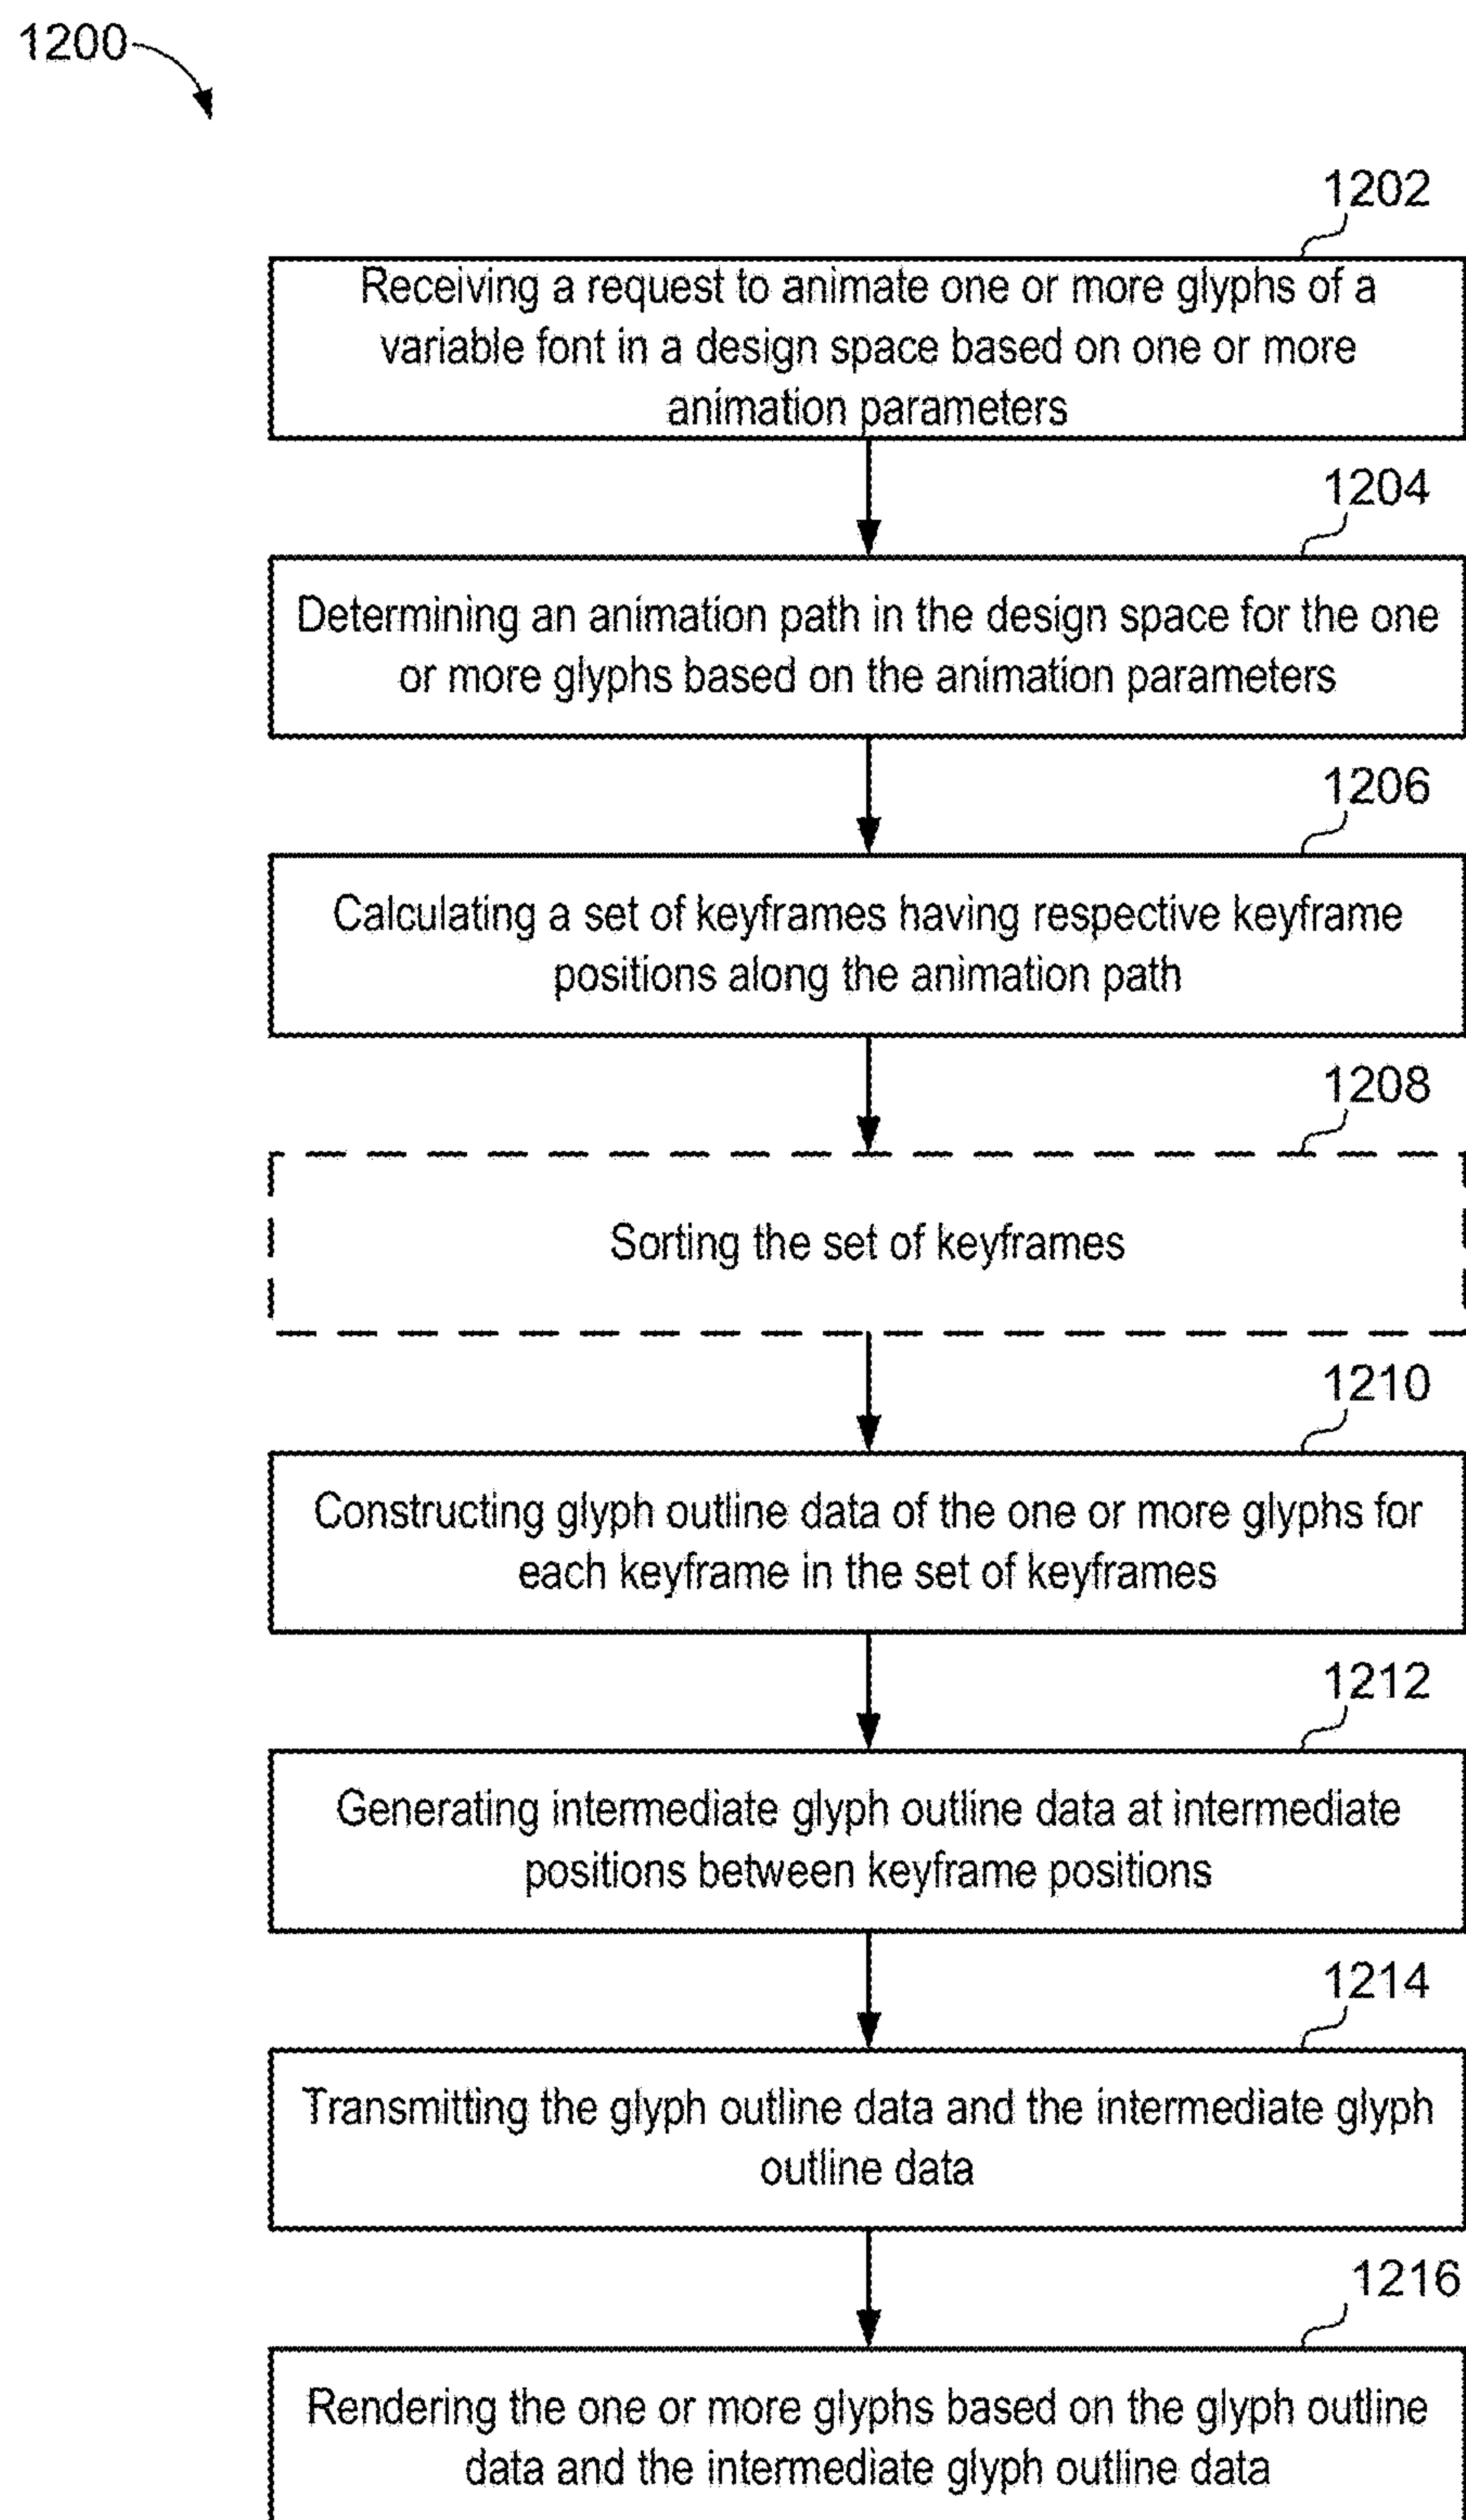 1200
1202
Receiving a request to animate one or more glyphs of a
variable font in a design space based on one or more
animation parameters
1204
Determining an animation path in the design space for the one
or more glyphs based on the animation parameters
1206
Calculating a set of keyframes having respective keyframe
positions along the animation path
1208
Sorting the set of keyframes
1210
Constructing glyph outline data of the one or more glyphs for
each keyframe in the set of keyframes
1212
Generating intermediate glyph outline data at intermediate
positions between keyframe positions
1214
Transmitting the glyph outline data and the intermediate glyph
outline data
1216
Rendering the one or more glyphs based on the glyph outline
data and the intermediate glyph outline data